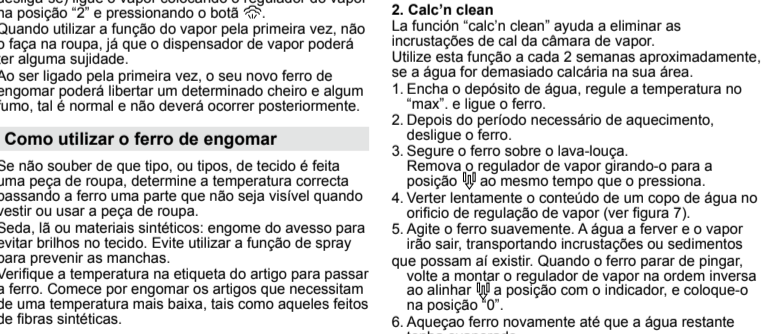 na posição “2” e pressionando o botã
Quando utilizar a função do vapor pela primeira vez, não
o faça na roupa, já que o dispensador de vapor poderá
ter alguma sujidade.
Ao ser ligado pela primeira vez, o seu novo ferro de
engomar poderá libertar um determinado cheiro e algum
fumo, tal é normal e não deverá ocorrer posteriormente.
Como utilizar o ferro de engomar
Se não souber de que tipo, ou tipos, de tecido é feita
uma peça de roupa, determine a temperatura correcta
passando a ferro uma parte que não seja visível quando
vestir ou usar a peça de roupa.
Seda, lã ou materiais sintéticos: engome do avesso para
evitar brilhos no tecido. Evite utilizar a função de spray
para prevenir as manchas.
Verifique a temperatura na etiqueta do artigo para passar
a ferro. Comece por engomar os artigos que necessitam
de uma temperatura mais baixa, tais como aqueles feitos
de fibras sintéticas.
2. Calc’n clean
La función “calc’n clean” ayuda a eliminar as
incrustações de cal da câmara de vapor.
Utilize esta função a cada 2 semanas aproximadamente,
se a água for demasiado calcária na sua área.
1. Encha o depósito de água, regule a temperatura no
“max”. e ligue o ferro.
2. Depois do período necessário de aquecimento,
desligue o ferro.
3. Segure o ferro sobre o lava-louça.
Remova o regulador de vapor girando-o para a
posição ao mesmo tempo que o pressiona.
4. Verter lentamente o conteúdo de um copo de água no
orificio de regulação de vapor (ver figura 7).
5. Agite o ferro suavemente. A água a ferver e o vapor
irão sair, transportando incrustações ou sedimentos
que possam aí existir. Quando o ferro parar de pingar,
volte a montar o regulador de vapor na ordem inversa
ao alinhar a posição com o indicador, e coloque-o
na posição “0”.
6. Aqueçao ferro novamente até que a água restante